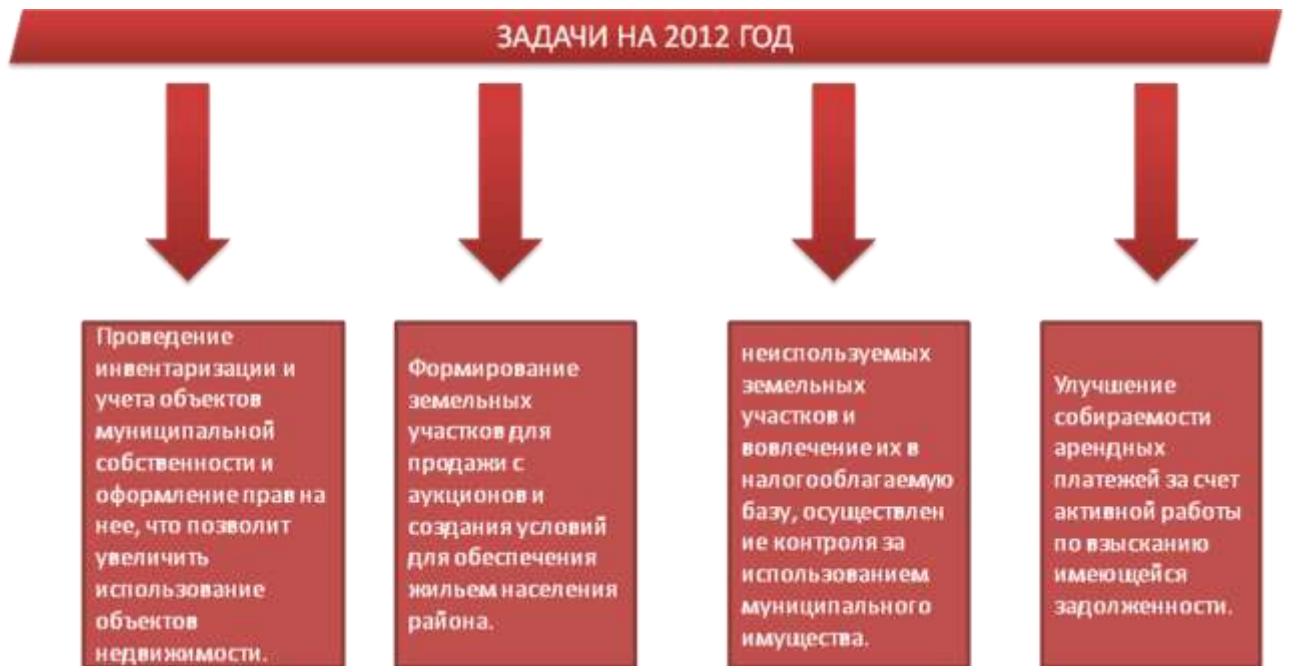 ЗАДАЧИ НА 2012 ГОД
Проведение
инвентаризации и
учета объектов
муниципальной
собственности и
оформление прав на
нее, что позволит
увеличить
использование
объектов
недвижимости.
Формирование
земельных
участков для
продажи с
аукционов и
создания условий
для обеспечения
жильем населения
района.
неиспользуемых
земельных
участков и
вовлечение их в
налогооблагаемую
базу, осуществлен
ие контроля за
использованием
муниципального
имущества.
Улучшение
собираемости
арендных
платежей за счет
активной работы
по взысканию
имеющейся
задолженности.